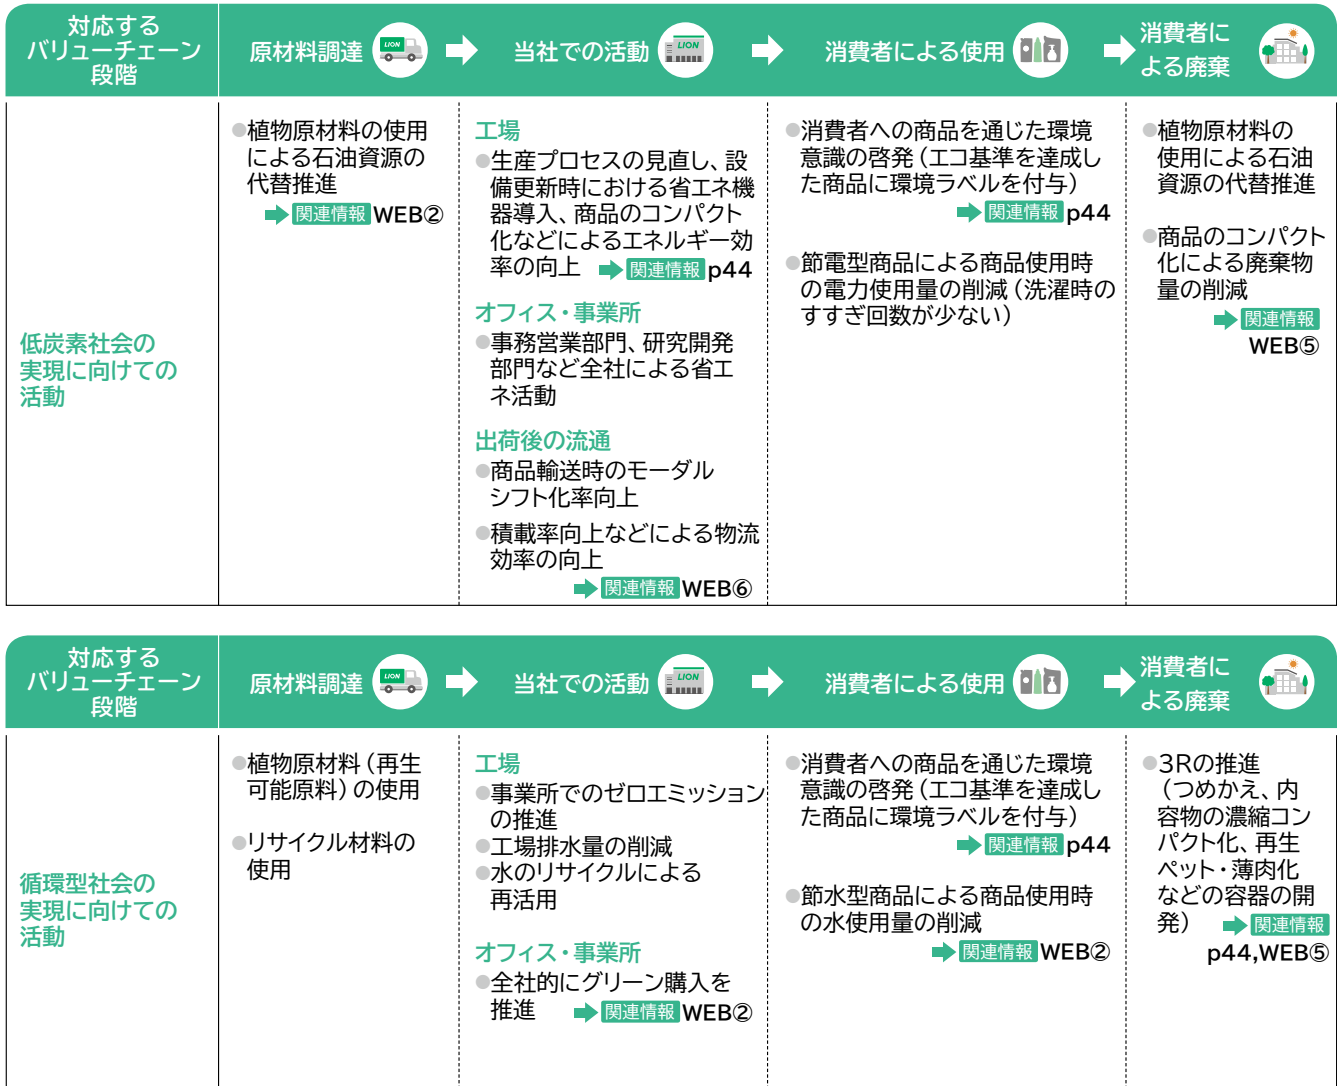 対応する
バリューチェーン
段階
原材料調達
LION
当社での活動
LION
消費者による使用
消費者に
よる廃棄
低炭素社会の
実現に向けての
活動
●植物原材料の使用
による石油資源の
代替推進
関連情報 WEB②
工場
●生産プロセスの見直し、設
備更新時における省エネ機
器導入、商品のコンパクト
化などによるエネルギー効
率の向上 関連情報 p44
オフィス・事業所
●事務営業部門、研究開発
部門など全社による省エ
ネ活動
出荷後の流通
●商品輸送時のモーダル
シフト化率向上
●積載率向上などによる物流
効率の向上
関連情報 WEB⑥
●消費者への商品を通じた環境
意識の啓発（エコ基準を達成し
た商品に環境ラベルを付与）
関連情報 p44
●節電型商品による商品使用時
の電力使用量の削減（洗濯時の
すすぎ回数が少ない）
●植物原材料の
使用による石油
資源の代替推進
●商品のコンパクト
化による廃棄物
量の削減
関連情報
WEB⑤
対応する
バリューチェーン
段階
原材料調達
LION
当社での活動
LION
消費者による使用
消費者に
よる廃棄
循環型社会の
実現に向けての
活動
●植物原材料（再生
可能原料）の使用
●リサイクル材料の
使用
工場
●事業所でのゼロエミッション
の推進
●工場排水量の削減
●水のリサイクルによる
再活用
オフィス・事業所
●全社的にグリーン購入を
推進 関連情報 WEB②
●消費者への商品を通じた環境
意識の啓発（エコ基準を達成し
た商品に環境ラベルを付与）
関連情報 p44
●節水型商品による商品使用時
の水使用量の削減
関連情報 WEB②
●3Rの推進
（つめかえ、内
容物の濃縮コン
パクト化、再生
ペット・薄肉化
などの容器の開
発） 関連情報
p44,WEB⑤